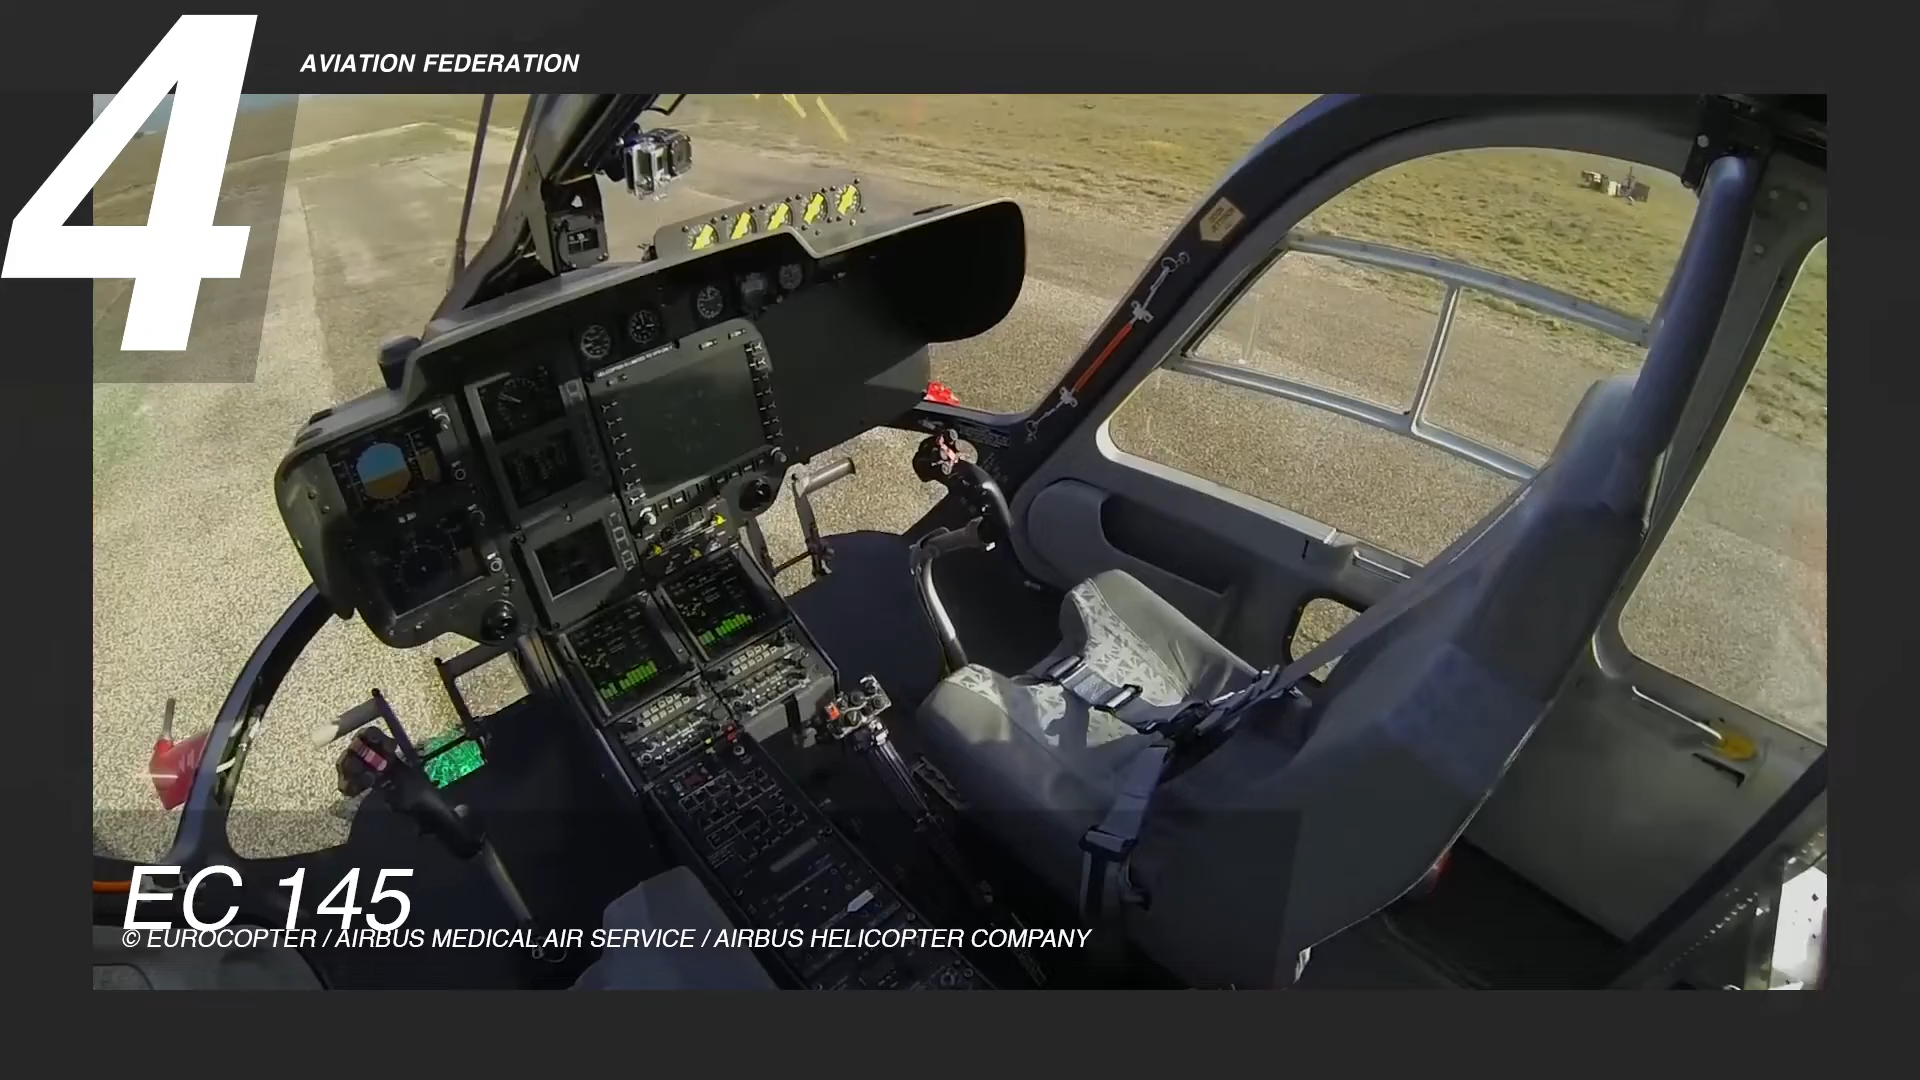 4
AVIATION FEDERATION
EC 145
© EUROCOPTER / AIRBUS MEDICAL AIR SERVICE / AIRBUS HELICOPTER COMPANY